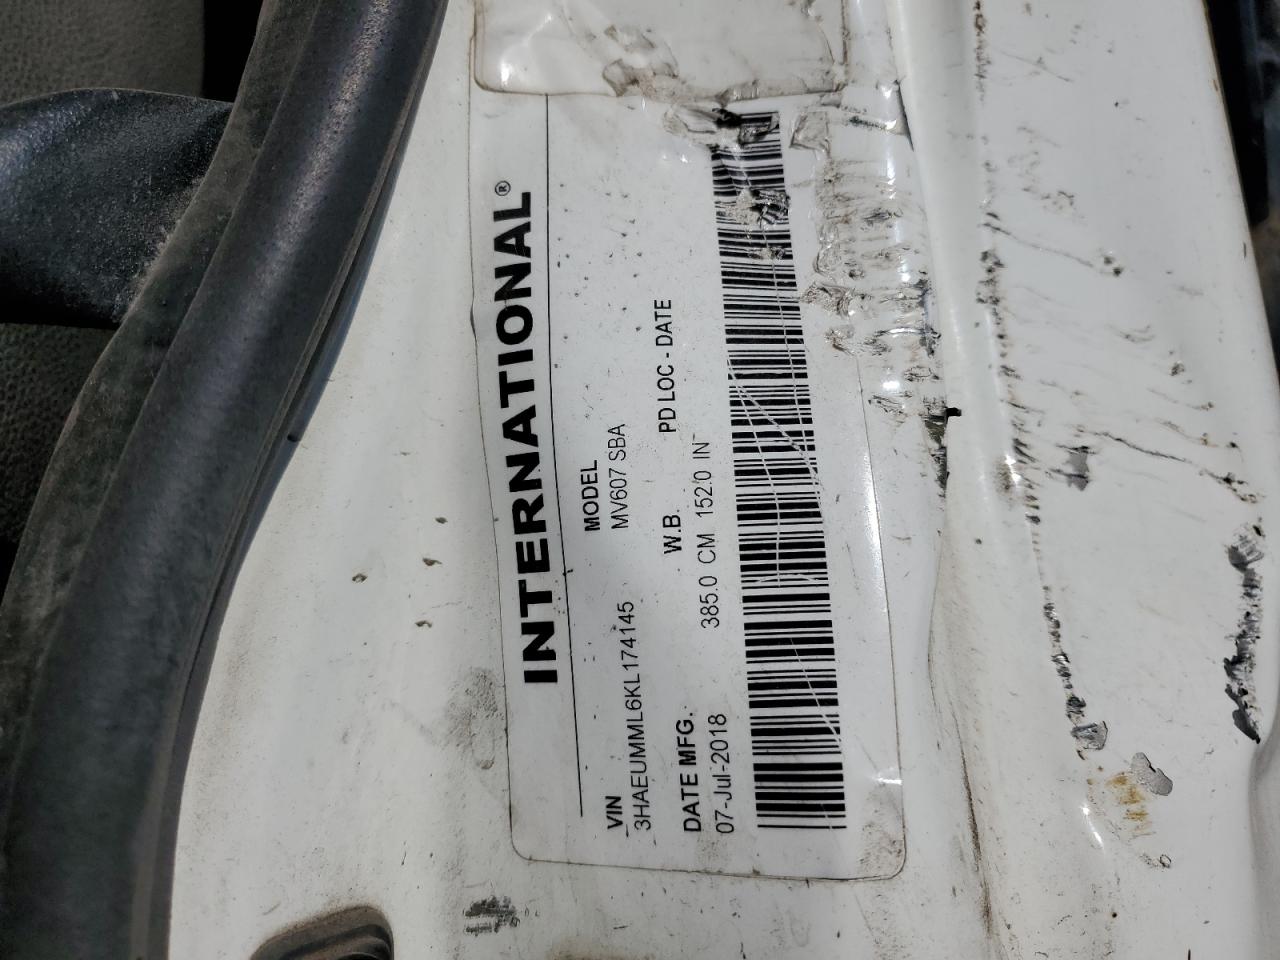 INTERNATIONAL®
VIN MODEL
3HAEUMML6KL174145 MV607 SBA
DATE MFG. W.B. PD LOC - DATE
07-Jul-2018 385.0 CM 152.0 IN